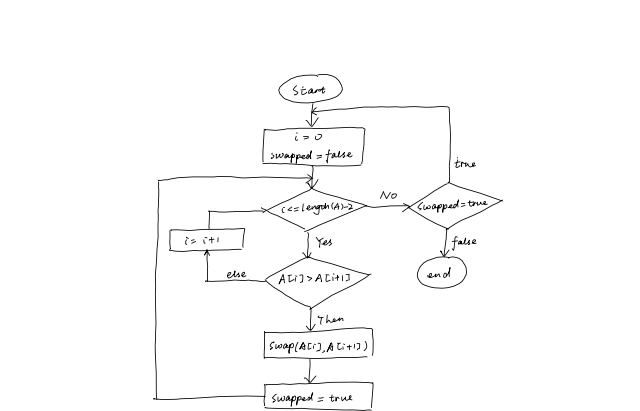 Start
i = 0
swapped = false
i<=length(A)-2
No
swapped=true
true
false
end
Yes
i = i+1
else
A[i]>A[i+1]
Then
Swap(A[i],A[i+1])
swapped = true